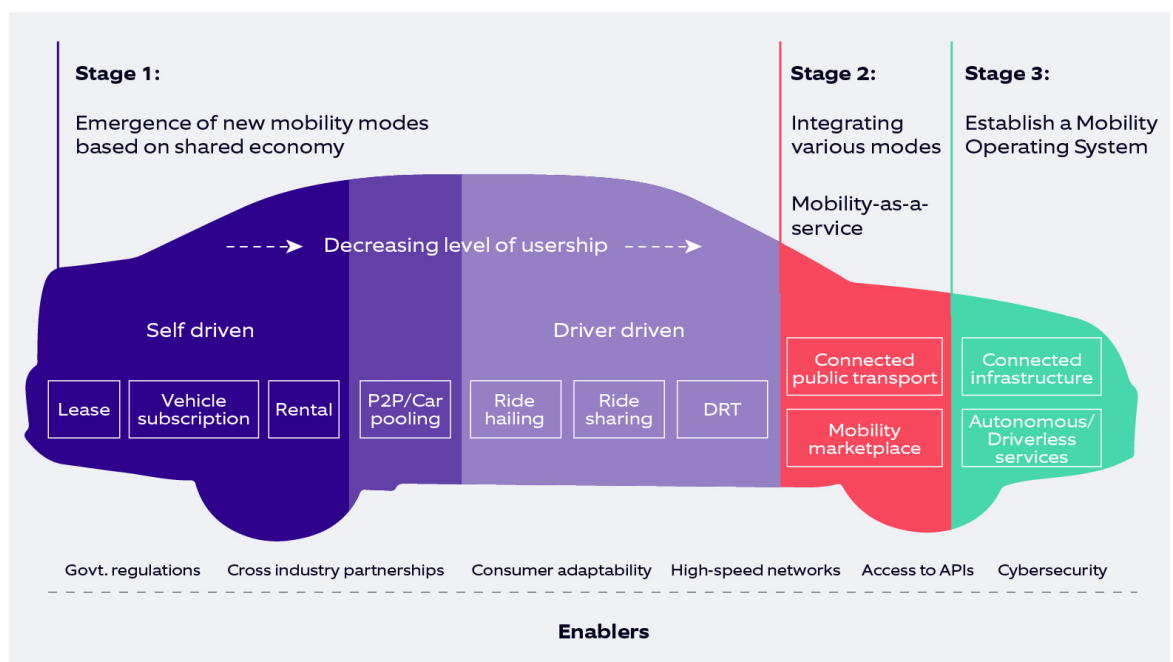 Stage 1:
Emergence of new mobility modes
based on shared economy
Stage 2:
Integrating
various modes
Mobility-as-a-
service
Stage 3:
Establish a Mobility
Operating System
Decreasing level of usership
Self driven
Driver driven
Lease
Vehicle
subscription
Rental
P2P/Car
pooling
Ride
hailing
Ride
sharing
DRT
Connected
public transport
Mobility
marketplace
Connected
infrastructure
Autonomous/
Driverless
services
Govt. regulations
Cross industry partnerships
Consumer adaptability
High-speed networks
Access to APIs
Cybersecurity
Enablers